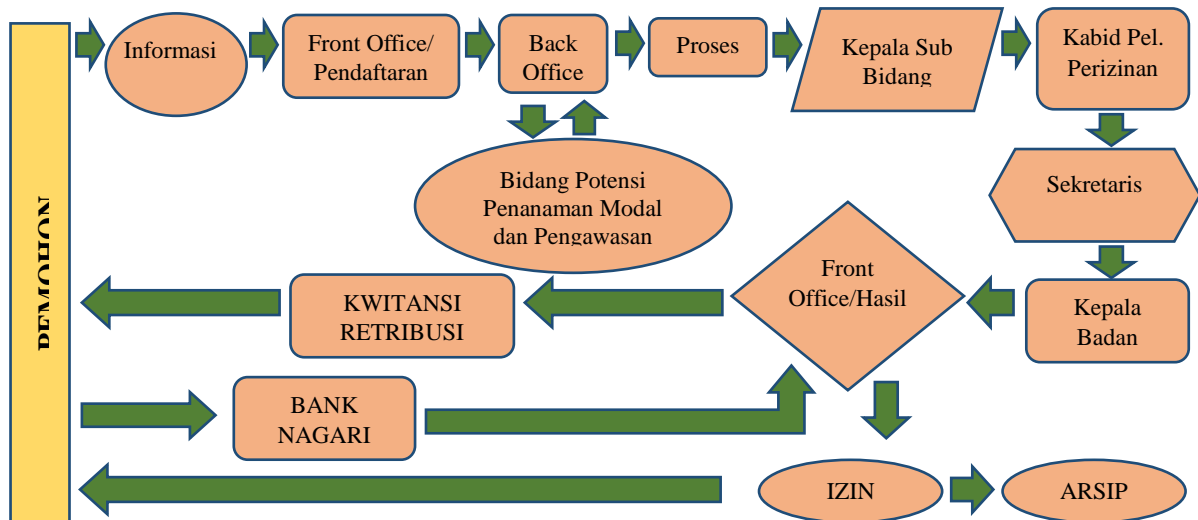 PEMOHON
Informasi
Front Office/
Pendaftaran
Back
Office
Proses
Kepala Sub
Bidang
Kabid Pel.
Perizinan
Bidang Potensi
Penanaman Modal
dan Pengawasan
Sekretaris
Kepala
Badan
Front
Office/Hasil
KWITANSI
RETRIBUSI
BANK
NAGARI
IZIN
ARSIP